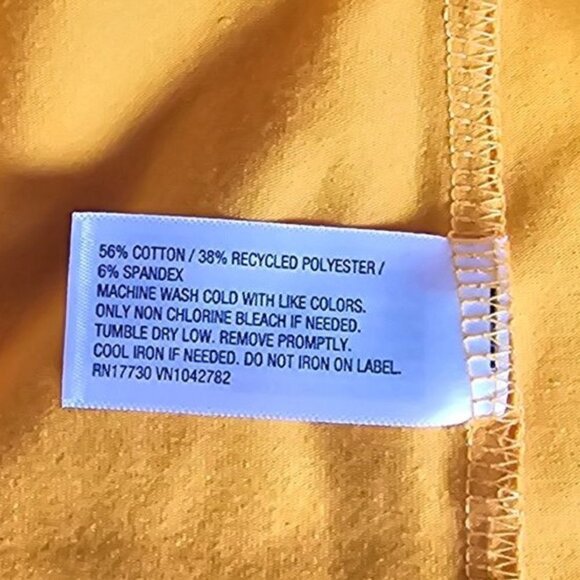 56% COTTON / 38% RECYCLED POLYESTER /
6% SPANDEX
MACHINE WASH COLD WITH LIKE COLORS.
ONLY NON CHLORINE BLEACH IF NEEDED.
TUMBLE DRY LOW. REMOVE PROMPTLY.
COOL IRON IF NEEDED. DO NOT IRON ON LABEL.
RN17730 VN1042782